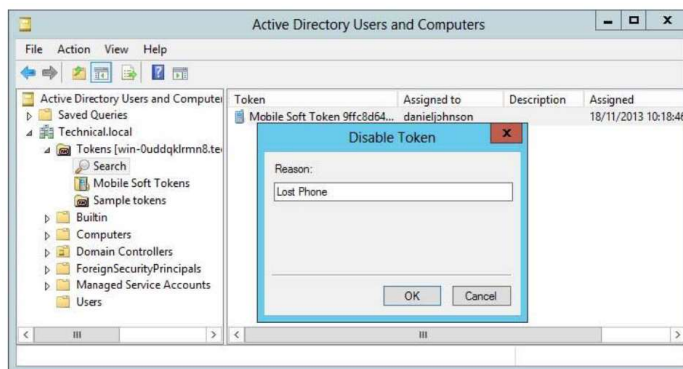 Active Directory Users and Computers
File Action View Help
Active Directory Users and Computer
Saved Queries
Technical.local
Tokens [win-0uddqklrmn8.te
Search
Mobile Soft Tokens
Sample tokens
Builtin
Computers
Domain Controllers
ForeignSecurityPrincipals
Managed Service Accounts
Users
Token Assigned to Description Assigned
Mobile Soft Token 9ffc8d64... danieljohnson 18/11/2013 10:18:46
Disable Token
Reason:
Lost Phone
OK Cancel